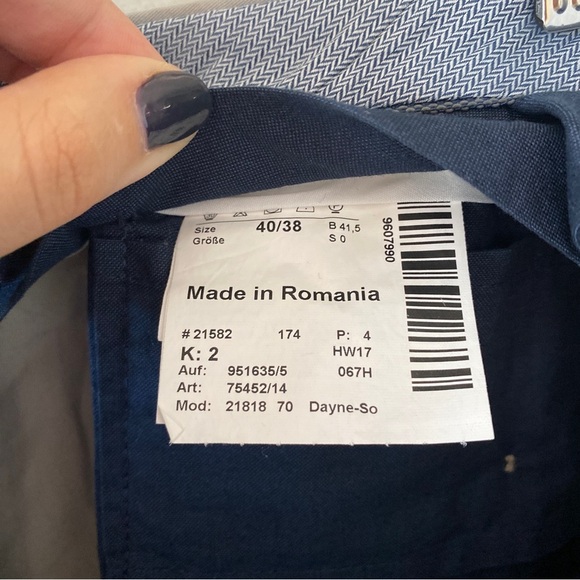 Size 40/38 B 41,5
Größe S 0
Made in Romania
# 21582 174 P: 4
K: 2 HW17
Auf: 951635/5 067H
Art: 75452/14
Mod: 21818 70 Dayne-So
9607990